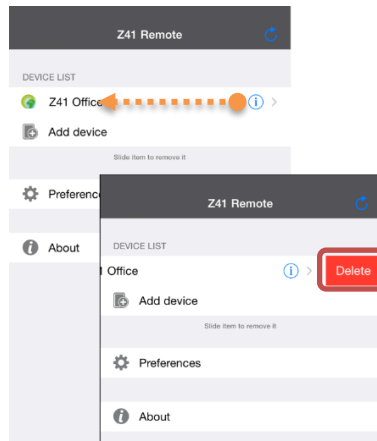 Z41 Remote
DEVICE LIST
Z41 Office
Add device
Slide item to remove it
Preferenc
About
Z41 Remote
DEVICE LIST
Office
Delete
Add device
Slide item to remove it
Preferences
About